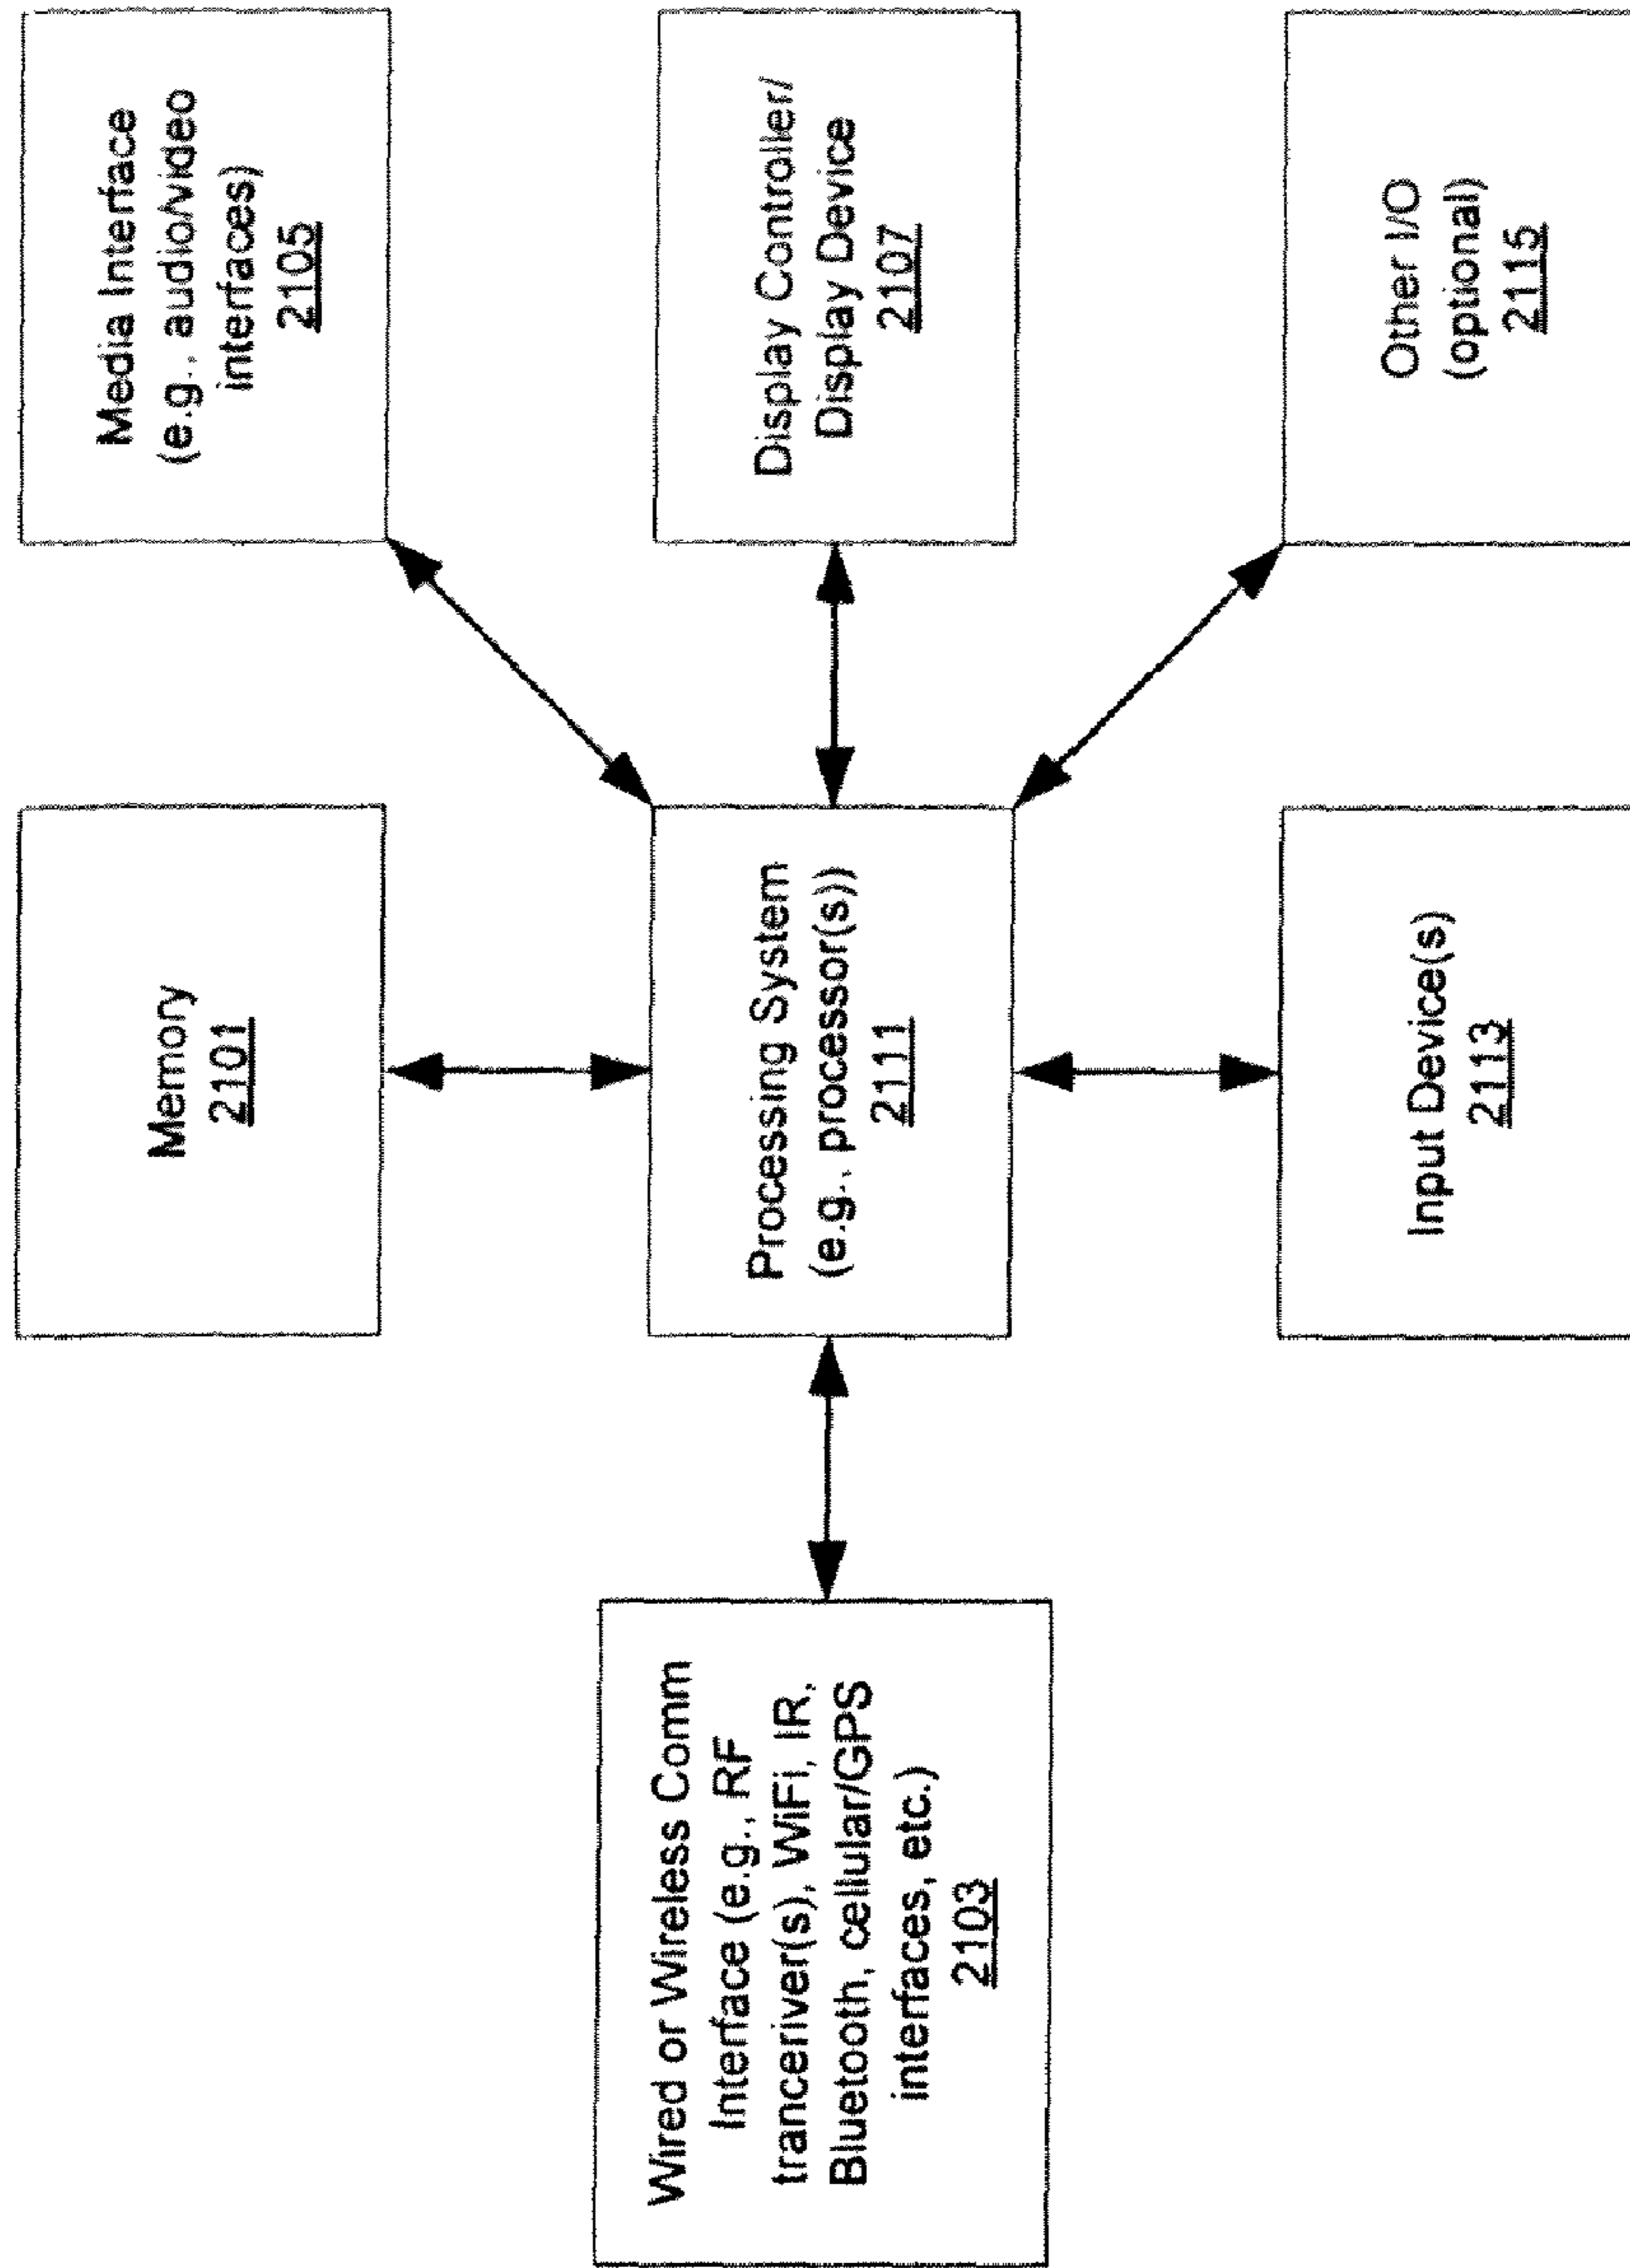 Memory
2101
Media Interface
(e.g., audio/video
interfaces)
2105
Wired or Wireless Comm
Interface (e.g., RF
tranceriver(s), WiFi, IR,
Bluetooth, cellular/GPS
interfaces, etc.)
2103
Processing System
(e.g., processor(s))
2111
Display Controller/
Display Device
2107
Input Device(s)
2113
Other I/O
(optional)
2115